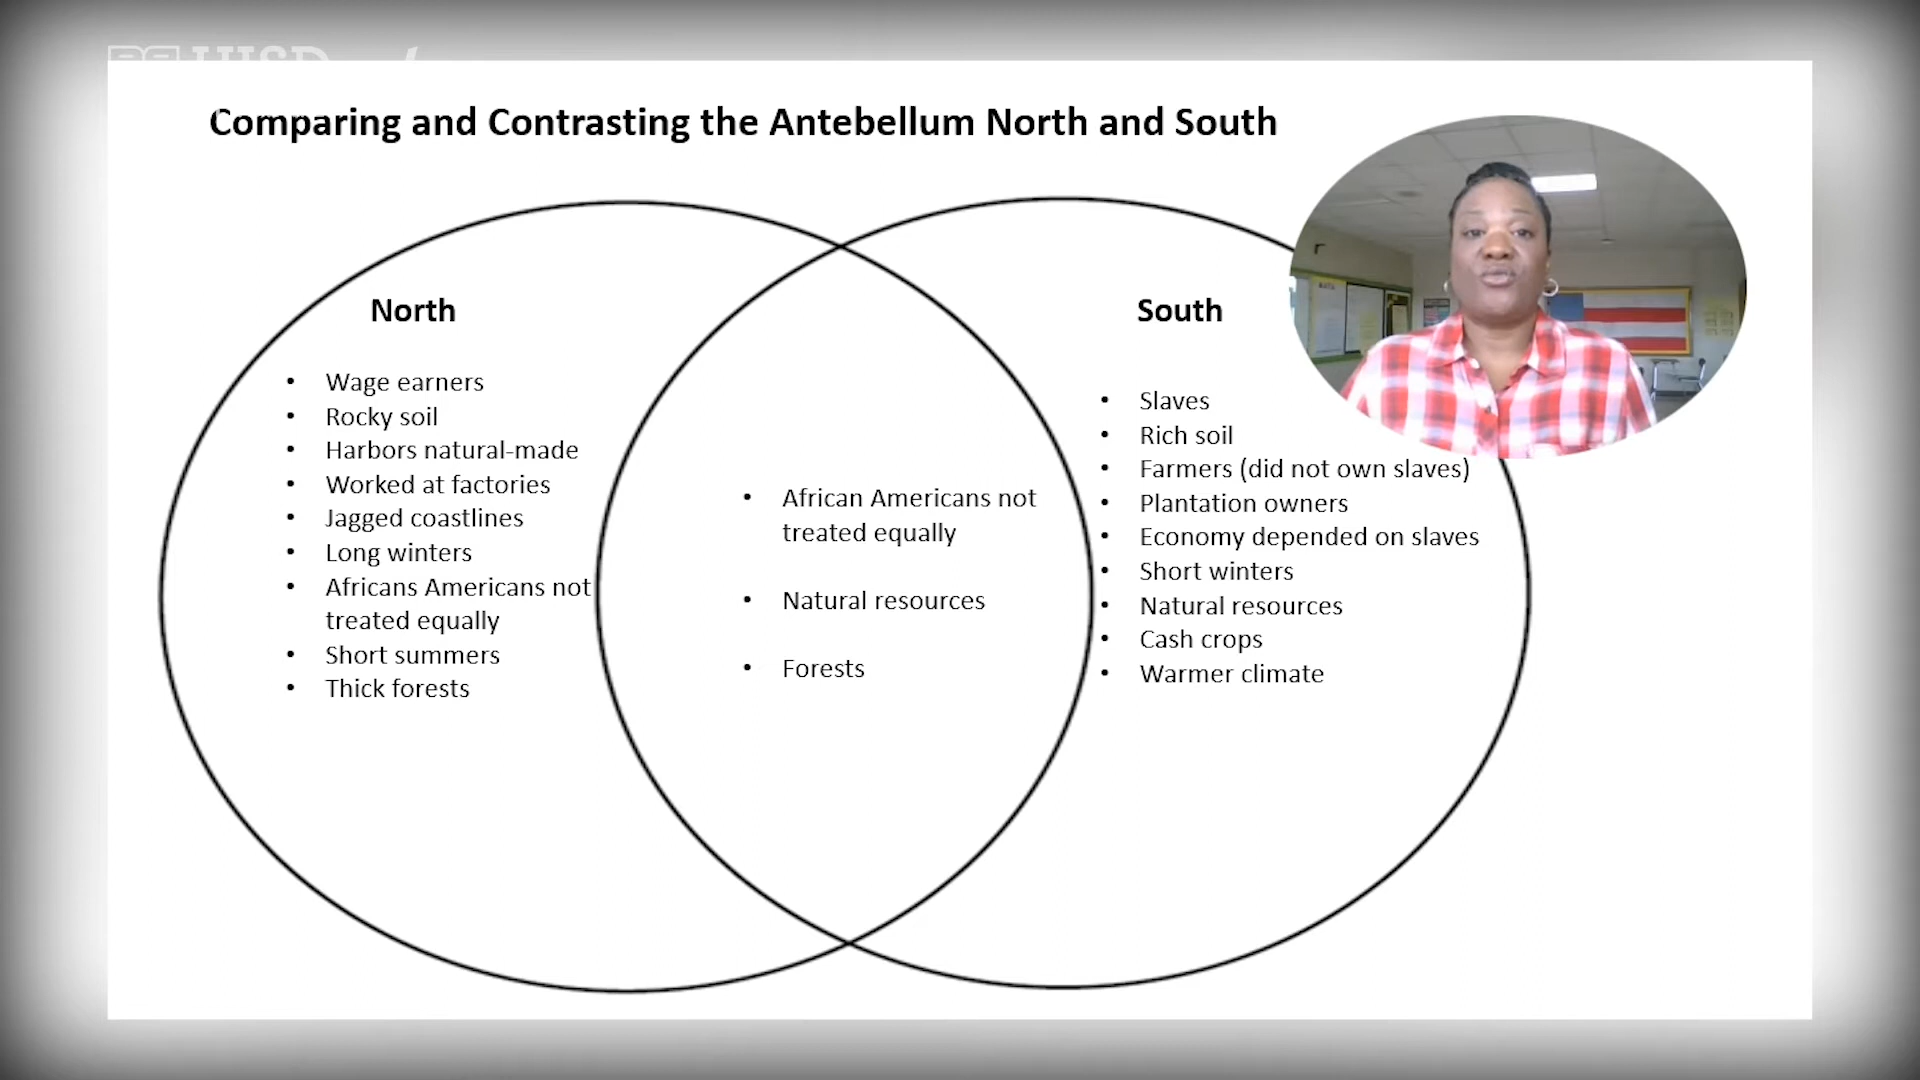 Comparing and Contrasting the Antebellum North and South
North
• Wage earners
• Rocky soil
• Harbors natural-made
• Worked at factories
• Jagged coastlines
• Long winters
• Africans Americans not
treated equally
• Short summers
• Thick forests
• African Americans not
treated equally
• Natural resources
• Forests
South
• Slaves
• Rich soil
• Farmers (did not own slaves)
• Plantation owners
• Economy depended on slaves
• Short winters
• Natural resources
• Cash crops
• Warmer climate